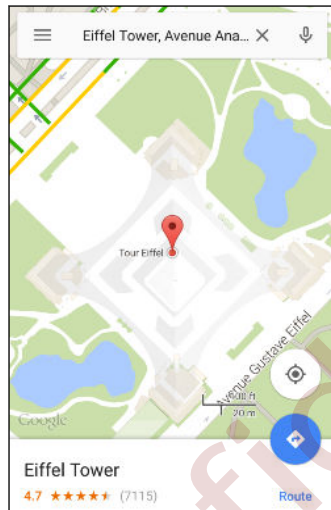 Eiffel Tower, Avenue Ana...
Tour Eiffel
Avenue Gustave Eiffel
100 ft
20 m
Google
Eiffel Tower
4.7 (7115)
Route